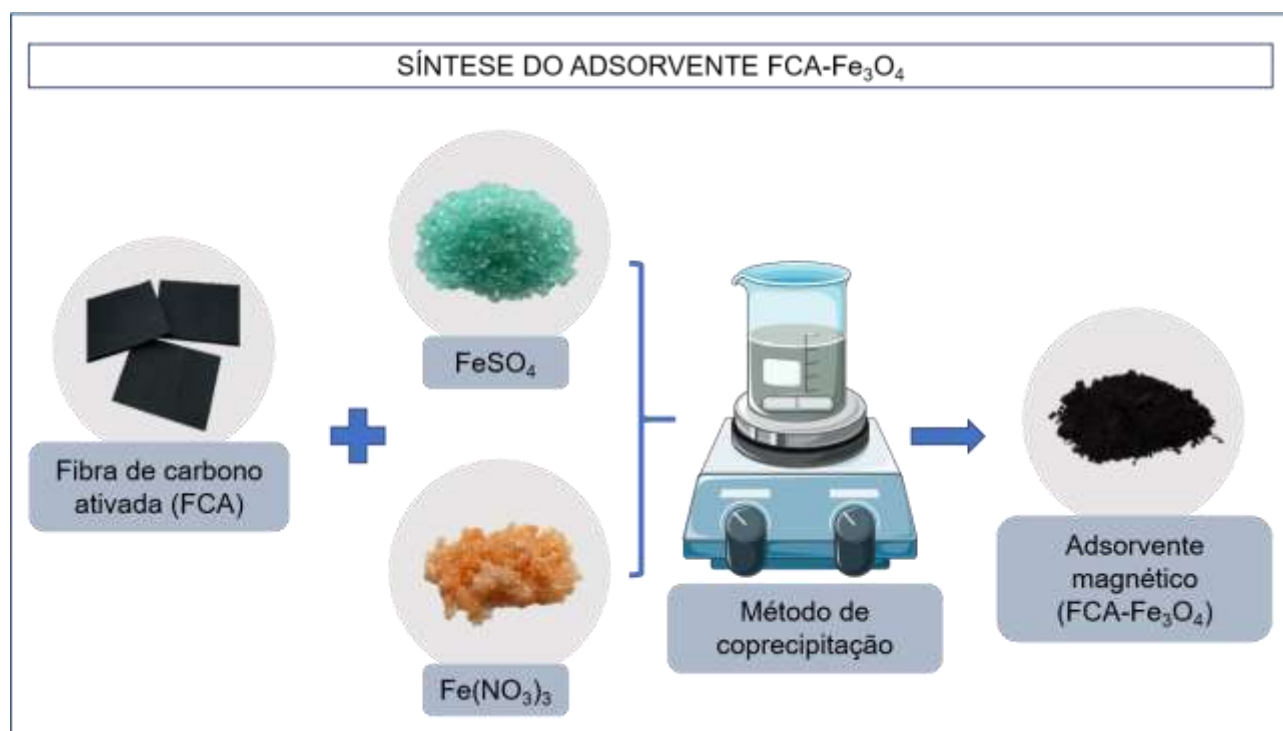 SÍNTESE DO ADSORVENTE FCA-Fe₃O₄
Fibra de carbono
ativada (FCA)
FeSO₄
Fe(NO₃)₃
Método de
coprecipitação
Adsorvente
magnético
(FCA-Fe₃O₄)